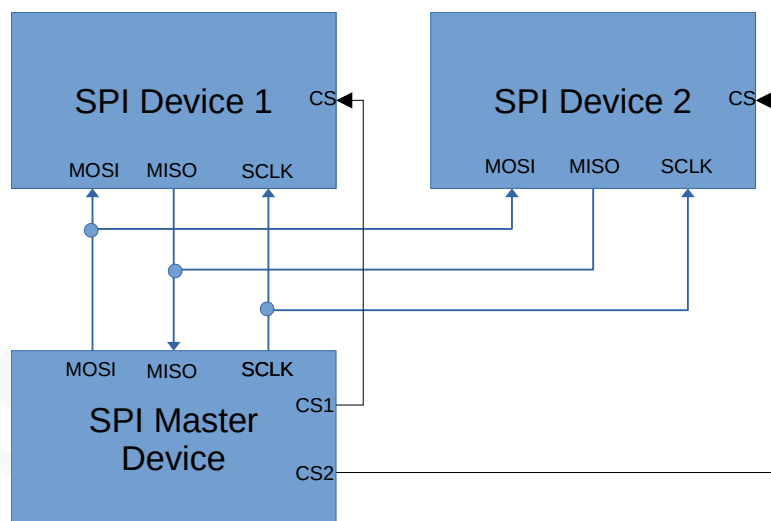 SPI Device 1
CS
MOSI MISO SCLK
SPI Device 2
CS
MOSI MISO SCLK
MOSI MISO SCLK
CS1
SPI Master
Device
CS2